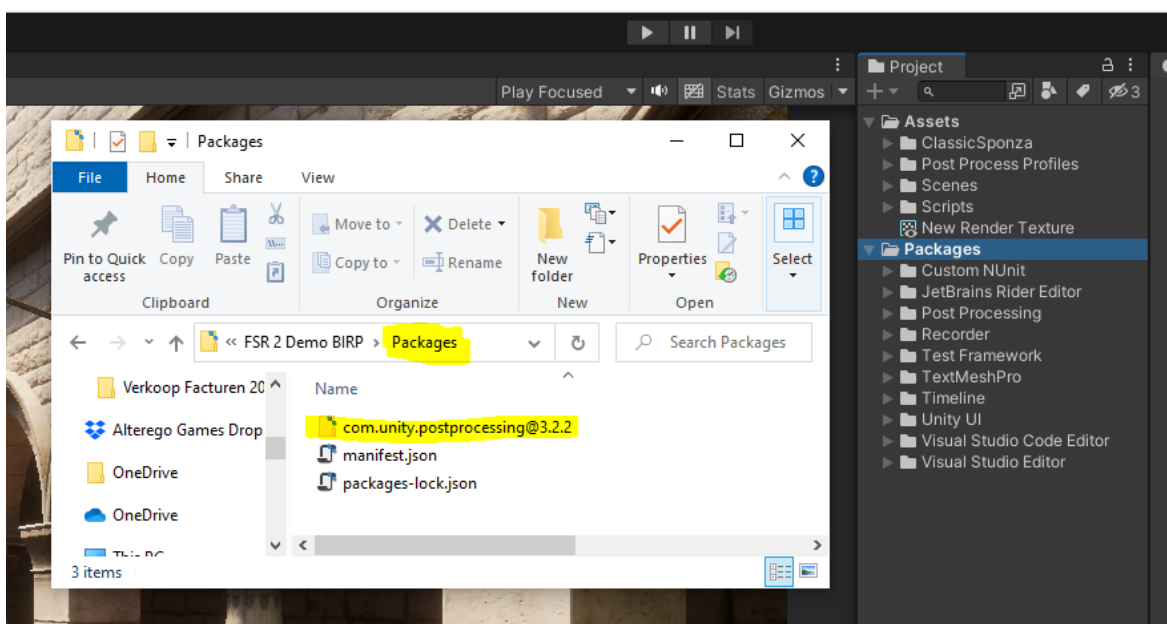 Play Focused
Stats
Gizmos
Packages
File
Home
Share
View
?
Pin to Quick access
Copy
Paste
Move to
Copy to
Delete
Rename
New folder
Properties
Select
Clipboard
Organize
New
Open
« FSR 2 Demo BIRP > Packages
Search Packages
Verkoop Facturen 20
Alterego Games Drop
OneDrive
OneDrive
This PC
Name
com.unity.postprocessing@3.2.2
manifest.json
packages-lock.json
3 items
Project
3
Assets
ClassicSponza
Post Process Profiles
Scenes
Scripts
New Render Texture
Packages
Custom NUnit
JetBrains Rider Editor
Post Processing
Recorder
Test Framework
TextMeshPro
Timeline
Unity UI
Visual Studio Code Editor
Visual Studio Editor